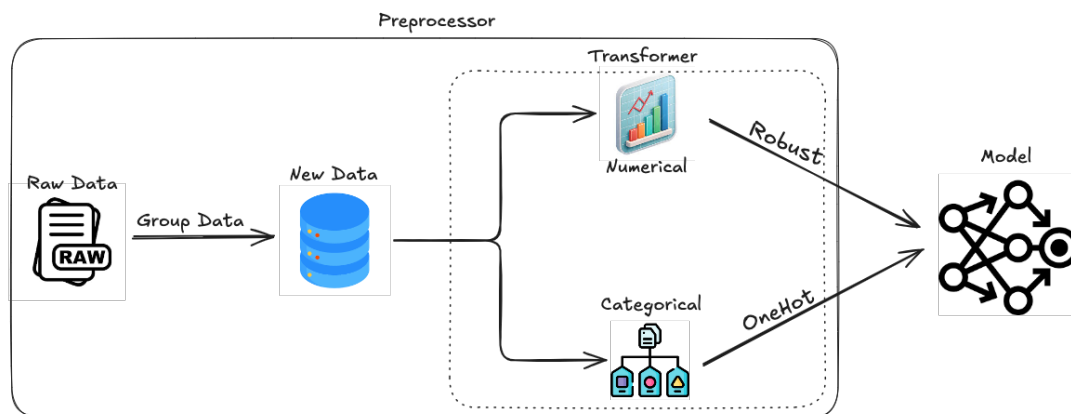 Preprocessor
Transformer
Numerical
Robust
Raw Data
RAW
Group Data
New Data
Model
Categorical
OneHot